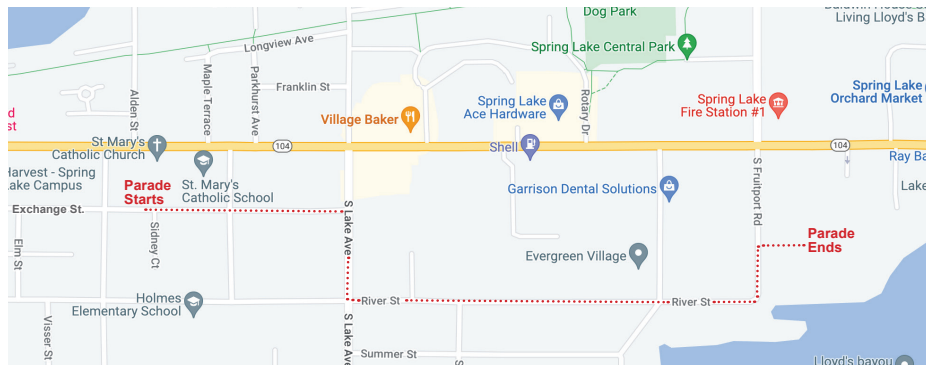 Dog Park
Baldwin House S
Living Lloyd's Ba
Longview Ave
Spring Lake Central Park
Franklin St
Maple Terrace
Parkhurst Ave
Alden St
Rotary Dr
Spring Lake
Orchard Market
Spring Lake
Fire Station #1
Spring Lake
Ace Hardware
Village Baker
d
st
St Mary's
Catholic Church
104
Shell
104
Ray Ba
Harvest - Spring
Lake Campus
Parade
Starts
St. Mary's
Catholic School
Garrison Dental Solutions
Lake
Exchange St.
S Lake Ave
S Fruitport Rd
Sidney Ct
Elm St
Parade
Ends
Evergreen Village
Holmes
Elementary School
River St
River St
Visser St
S Lake Ave
Summer St
S
Lloyd's bayou